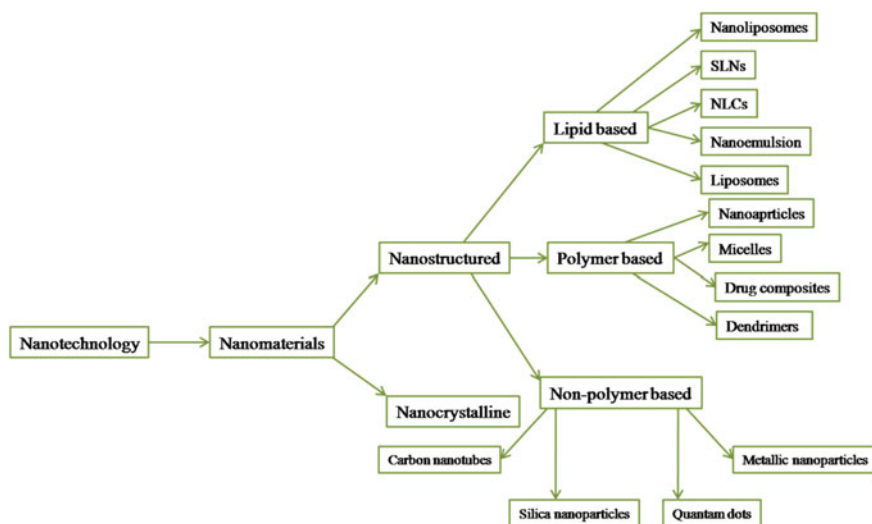 Nanoliposomes
SLNs
NLCs
Lipid based
Nanoemulsion
Liposomes
Nanoaprticles
Micelles
Nanostructured
Polymer based
Drug composites
Dendrimers
Nanotechnology
Nanomaterials
Non-polymer based
Nanocrystalline
Carbon nanotubes
Metallic nanoparticles
Silica nanoparticles
Quantam dots